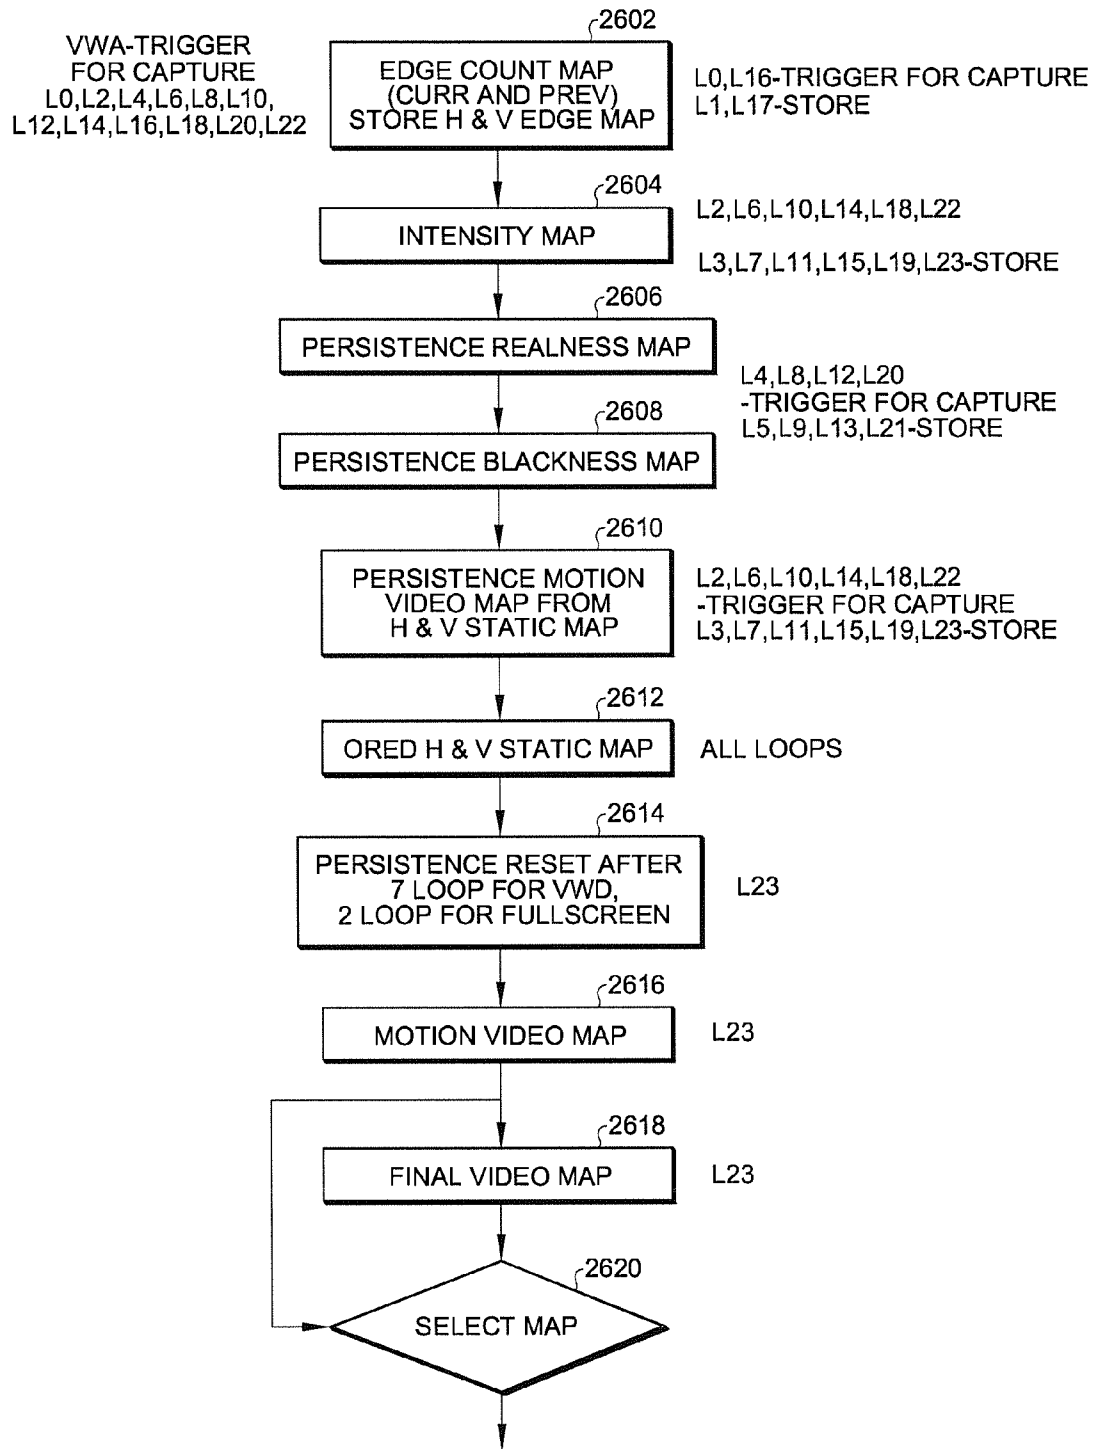 2602
VWA-TRIGGER
FOR CAPTURE
L0,L2,L4,L6,L8,L10,
L12,L14,L16,L18,L20,L22
EDGE COUNT MAP
(CURR AND PREV)
STORE H & V EDGE MAP
L0,L16-TRIGGER FOR CAPTURE
L1,L17-STORE
2604
INTENSITY MAP
L2,L6,L10,L14,L18,L22
L3,L7,L11,L15,L19,L23-STORE
2606
PERSISTENCE REALNESS MAP
L4,L8,L12,L20
-TRIGGER FOR CAPTURE
L5,L9,L13,L21-STORE
2608
PERSISTENCE BLACKNESS MAP
2610
PERSISTENCE MOTION
VIDEO MAP FROM
H & V STATIC MAP
L2,L6,L10,L14,L18,L22
-TRIGGER FOR CAPTURE
L3,L7,L11,L15,L19,L23-STORE
2612
ORED H & V STATIC MAP
ALL LOOPS
2614
PERSISTENCE RESET AFTER
7 LOOP FOR VWD,
2 LOOP FOR FULLSCREEN
L23
2616
MOTION VIDEO MAP
L23
2618
FINAL VIDEO MAP
L23
2620
SELECT MAP